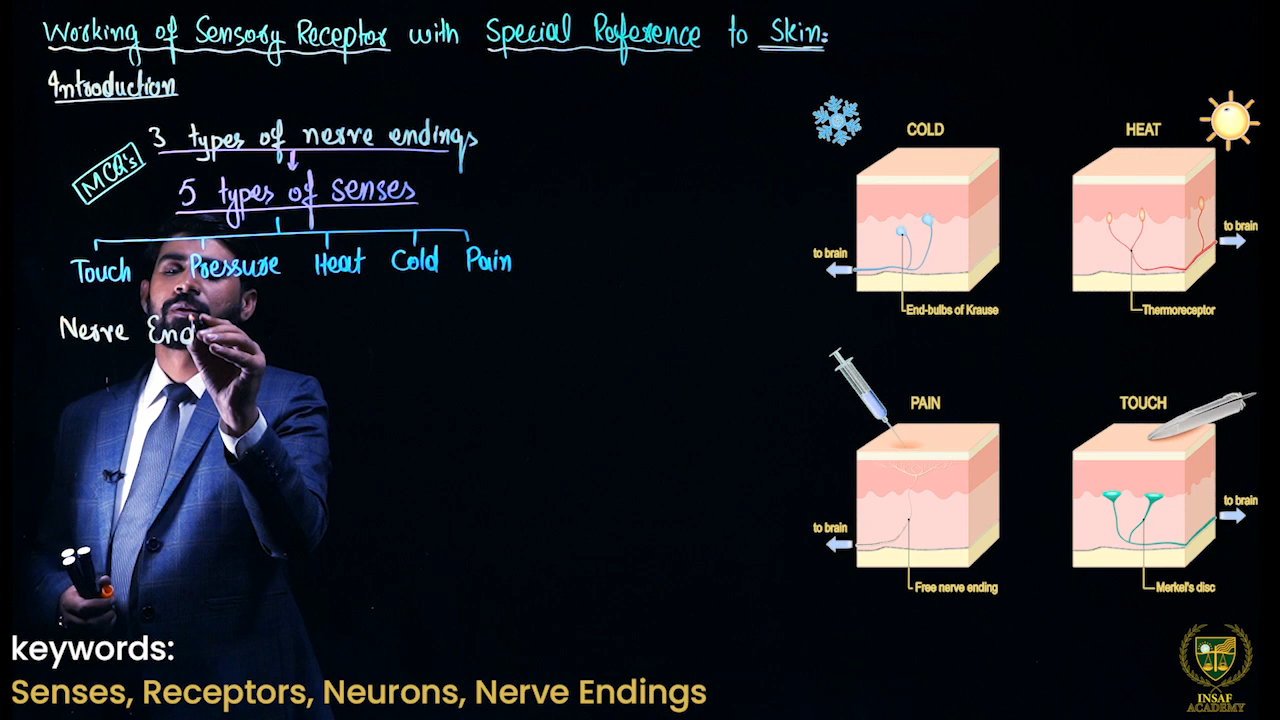 Working of Sensory Receptor with Special Reference to Skin:
Introduction
3 types of nerve endings
MCQ's
5 types of senses
Touch Pressure Heat Cold Pain
Nerve End
COLD
to brain
End-bulbs of Krause
HEAT
to brain
Thermoreceptor
PAIN
to brain
Free nerve ending
TOUCH
to brain
Merkel's disc
keywords:
Senses, Receptors, Neurons, Nerve Endings
INSAF
ACADEMY